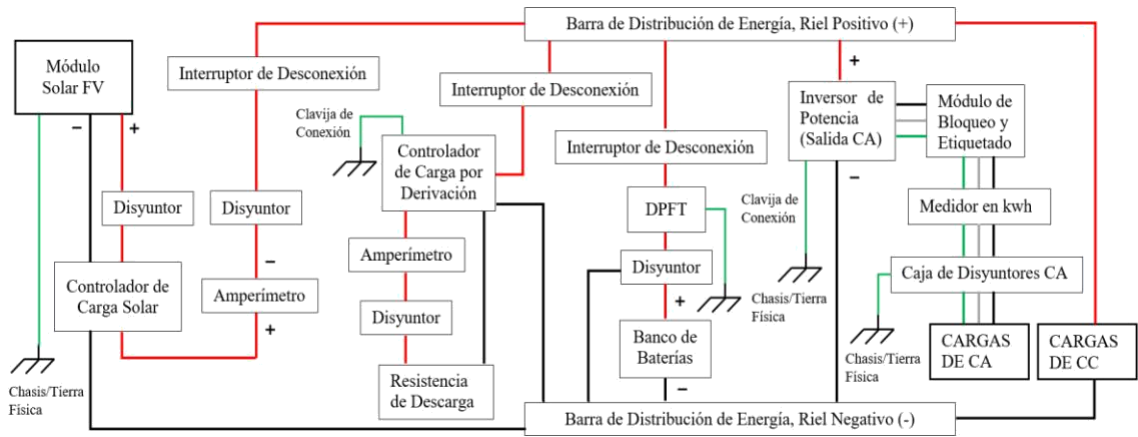 Barra de Distribución de Energía, Riel Positivo (+)
Módulo
Solar FV
−
+
Interruptor de Desconexión
Interruptor de Desconexión
Clavija de
Conexión
Controlador
de Carga por
Derivación
Interruptor de Desconexión
+
Inversor de
Potencia
(Salida CA)
−
Módulo de
Bloqueo y
Etiquetado
Disyuntor
Disyuntor
DPFT
Clavija de
Conexión
Medidor en kwh
Controlador de
Carga Solar
−
Amperímetro
+
Amperímetro
Disyuntor
Disyuntor
+
Banco de
Baterías
−
Chasis/Tierra
Física
Caja de Disyuntores CA
Chasis/Tierra
Física
CARGAS
DE CA
CARGAS
DE CC
Chasis/Tierra
Física
Resistencia
de Descarga
Barra de Distribución de Energía, Riel Negativo (-)